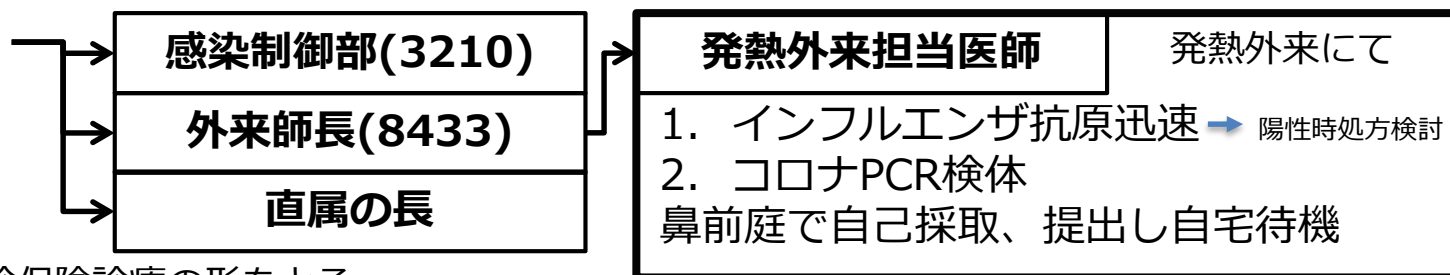 感染制御部(3210)
外来師長(8433)
直属の長
発熱外来担当医師
発熱外来にて
1. インフルエンザ抗原迅速 陽性時処方検討
2. コロナPCR検体
鼻前庭で自己採取、提出し自宅待機